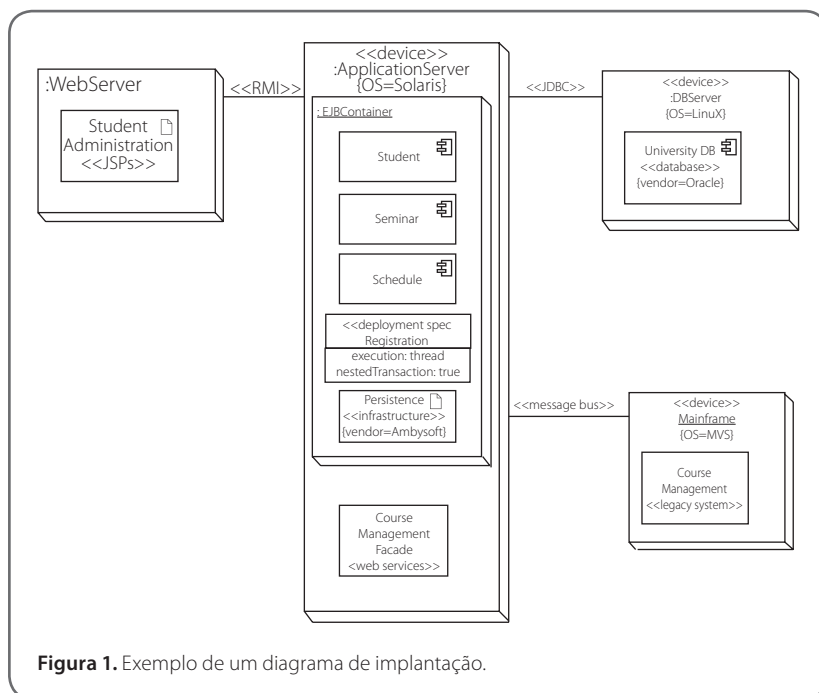 :WebServer
Student
Administration
<<JSPs>>
<<RMI>>
<<device>>
:ApplicationServer
{OS=Solaris}
: EJBContainer
Student
Seminar
Schedule
<<deployment spec
Registration
execution: thread
nestedTransaction: true
Persistence
<<infrastructure>>
{vendor=Ambysoft}
Course
Management
Facade
<web services>>
<<JDBC>>
<<device>>
:DBServer
{OS=LinuX}
University DB
<<database>>
{vendor=Oracle}
<<message bus>>
<<device>>
Mainframe
{OS=MVS}
Course
Management
<<legacy system>>
Figura 1. Exemplo de um diagrama de implantação.